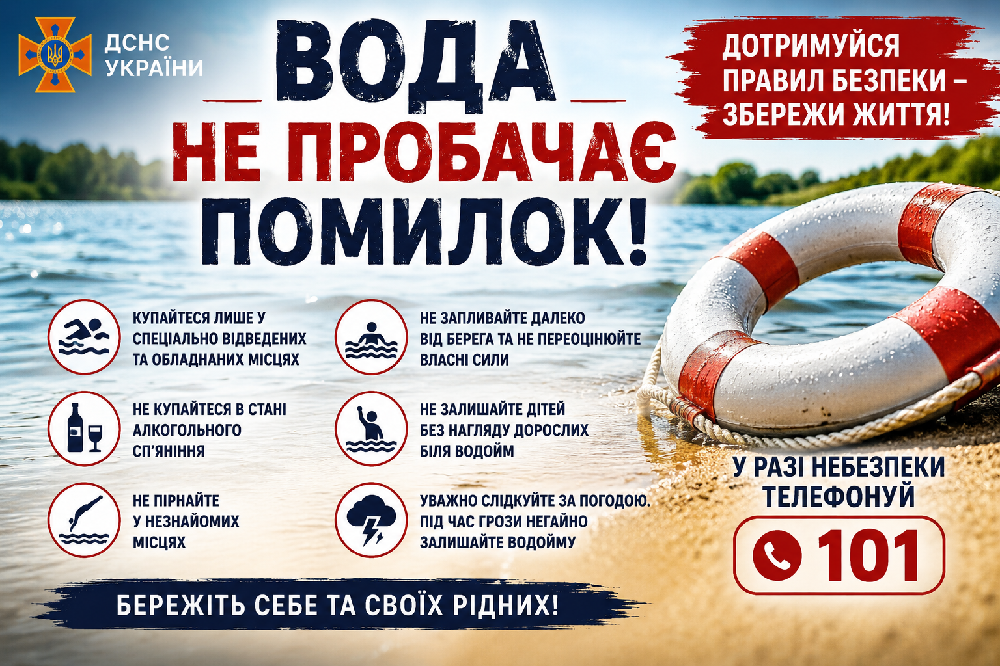 ДСНС
УКРАЇНИ
ВОДА
НЕ ПРОБАЧАЄ
ПОМИЛОК!
ДОТРИМУЙСЯ
ПРАВИЛ БЕЗПЕКИ –
ЗБЕРЕЖИ ЖИТТЯ!
КУПАЙТЕСЯ ЛИШЕ У
СПЕЦІАЛЬНО ВІДВЕДЕНИХ
ТА ОБЛАДНАНИХ МІСЦЯХ
НЕ ЗАПЛИВАЙТЕ ДАЛЕКО
ВІД БЕРЕГА ТА НЕ ПЕРЕОЦІНЮЙТЕ
ВЛАСНІ СИЛИ
НЕ КУПАЙТЕСЯ В СТАНІ
АЛКОГОЛЬНОГО
СП’ЯНІННЯ
НЕ ЗАЛИШАЙТЕ ДІТЕЙ
БЕЗ НАГЛЯДУ ДОРОСЛИХ
БІЛЯ ВОДОЙМ
НЕ ПІРНАЙТЕ
У НЕЗНАЙОМИХ
МІСЦЯХ
УВАЖНО СЛІДКУЙТЕ ЗА ПОГОДОЮ.
ПІД ЧАС ГРОЗИ НЕГАЙНО
ЗАЛИШАЙТЕ ВОДОЙМУ
У РАЗІ НЕБЕЗПЕКИ
ТЕЛЕФОНУЙ
101
БЕРЕЖІТЬ СЕБЕ ТА СВОЇХ РІДНИХ!